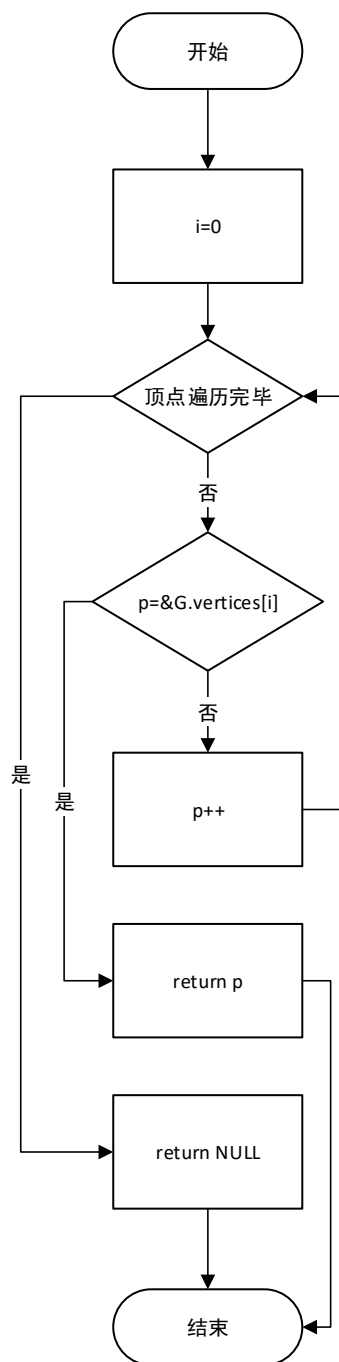 开始
i=0
顶点遍历完毕
否
p=&G.vertices[i]
否
是
是
p++
return p
return NULL
结束